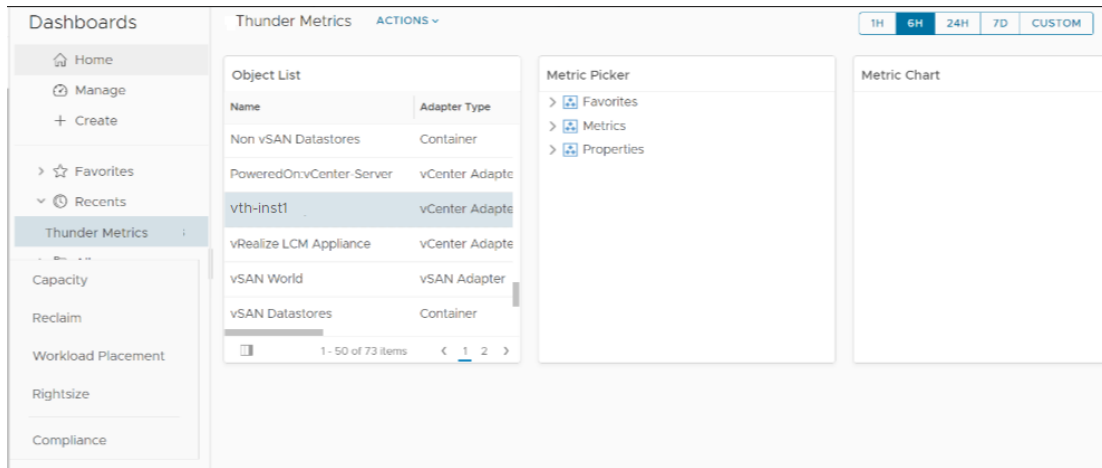 Dashboards
Home
Manage
Create
Favorites
Recents
Thunder Metrics
Capacity
Reclaim
Workload Placement
Rightsize
Compliance
Thunder Metrics ACTIONS
1H 6H 24H 7D CUSTOM
Object List
Name Adapter Type
Non vSAN Datastores Container
PoweredOn:vCenter-Server vCenter Adapte
vth-inst1 vCenter Adapte
vRealize LCM Appliance vCenter Adapte
vSAN World vSAN Adapter
vSAN Datastores Container
1 - 50 of 73 items 1 2
Metric Picker
Favorites
Metrics
Properties
Metric Chart